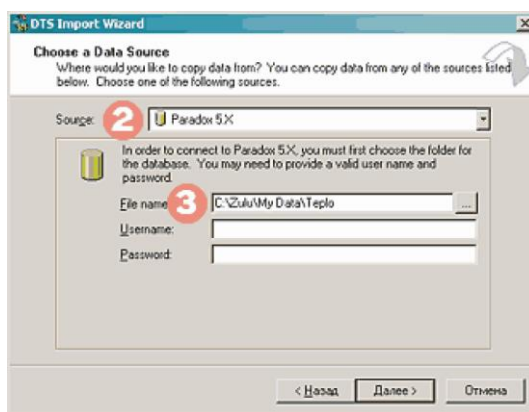 DTS Import Wizard
Choose a Data Source
Where would you like to copy data from? You can copy data from any of the sources listed
below. Choose one of the following sources.
Source: 2 Paradox 5.X
In order to connect to Paradox 5.X, you must first choose the folder for
the database. You may need to provide a valid user name and
password.
File name 3 C:\Zulu\My Data\Teplo ...
Username:
Password:
< Назад Далее > Отмена